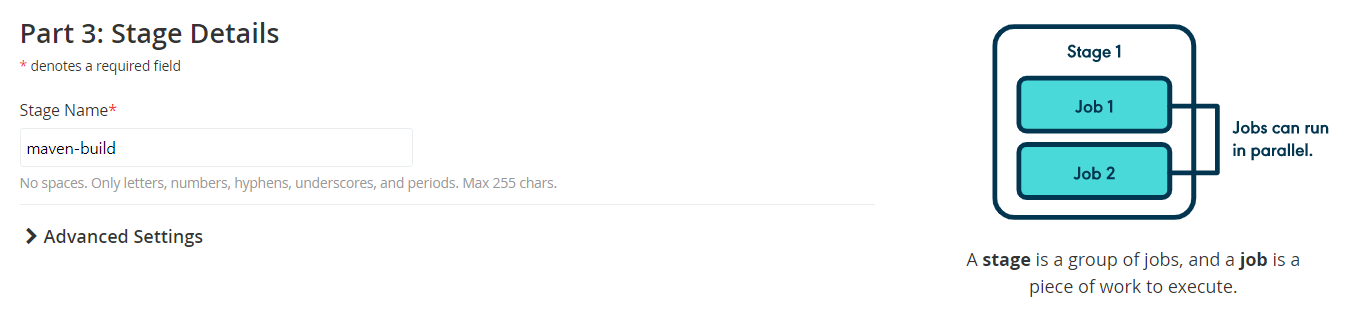 Part 3: Stage Details
* denotes a required field
Stage Name*
maven-build
No spaces. Only letters, numbers, hyphens, underscores, and periods. Max 255 chars.
Advanced Settings
Stage 1
Job 1
Job 2
Jobs can run
in parallel.
A stage is a group of jobs, and a job is a
piece of work to execute.